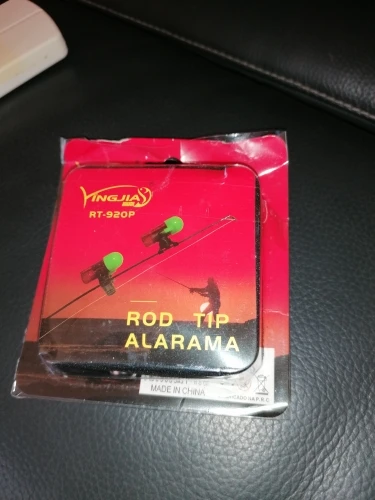 YINGJIA
RT-920P
ROD TIP
ALARAMA
MADE IN CHINA